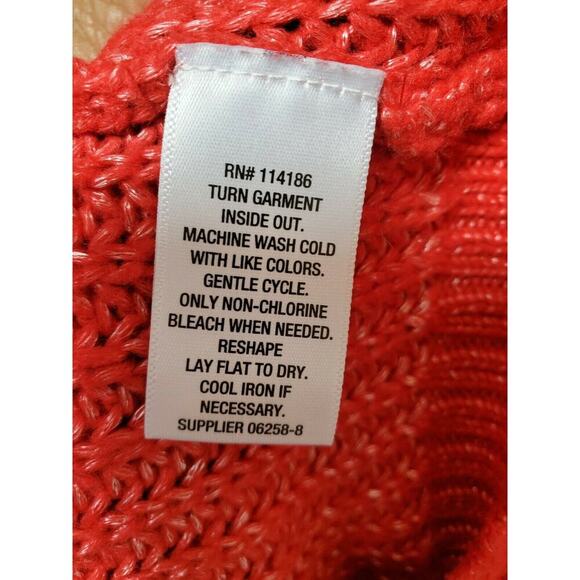 RN# 114186
TURN GARMENT
INSIDE OUT.
MACHINE WASH COLD
WITH LIKE COLORS.
GENTLE CYCLE.
ONLY NON-CHLORINE
BLEACH WHEN NEEDED.
RESHAPE
LAY FLAT TO DRY.
COOL IRON IF
NECESSARY.
SUPPLIER 06258-8